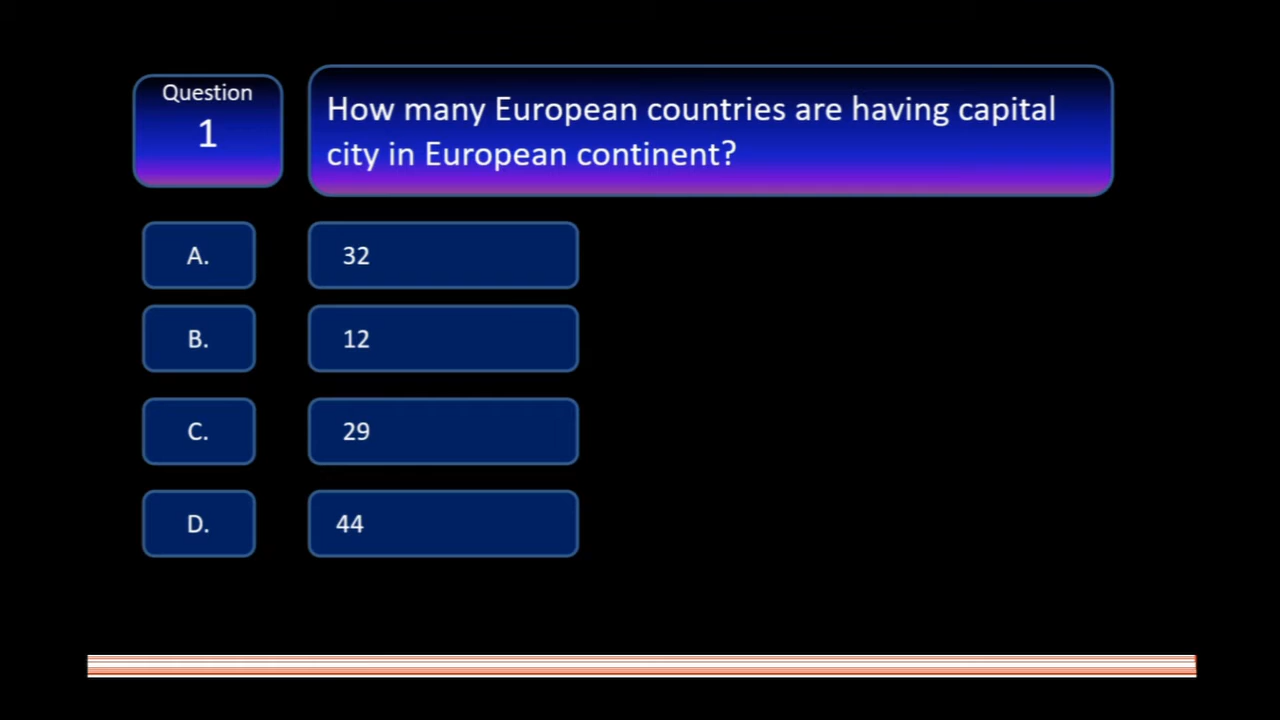 Question
1
How many European countries are having capital
city in European continent?
A.
32
B.
12
C.
29
D.
44